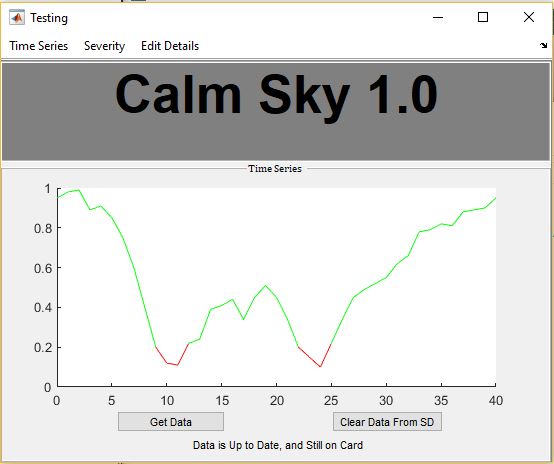 Testing
Time Series Severity Edit Details
Calm Sky 1.0
Time Series
1
0.8
0.6
0.4
0.2
0
0 5 10 15 20 25 30 35 40
Get Data Clear Data From SD
Data is Up to Date, and Still on Card